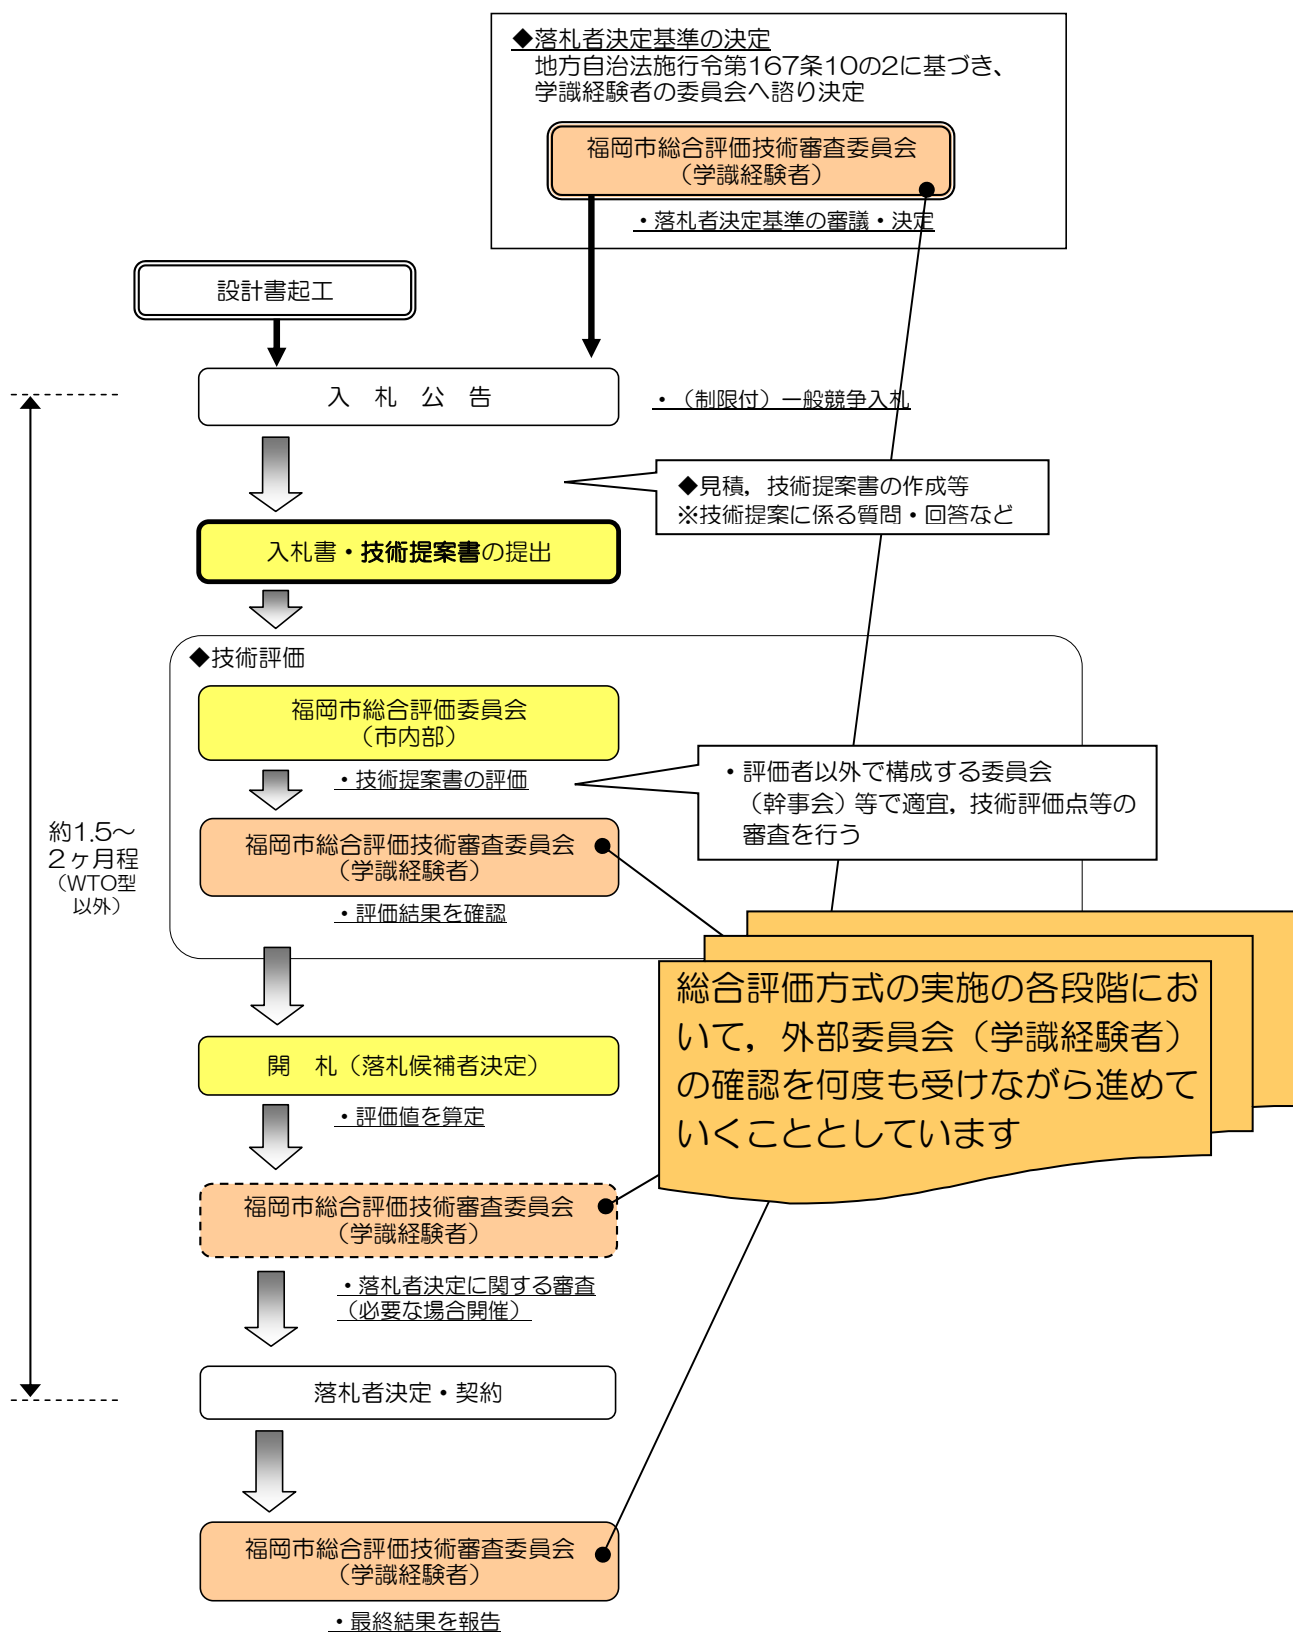 ◆落札者決定基準の決定
地方自治法施行令第167条10の2に基づき、
学識経験者の委員会へ諮り決定
福岡市総合評価技術審査委員会
（学識経験者）
・落札者決定基準の審議・決定
設計書起工
入　札　公　告
・（制限付）一般競争入札
◆見積，技術提案書の作成等
※技術提案に係る質問・回答など
入札書・技術提案書の提出
◆技術評価
福岡市総合評価委員会
（市内部）
・技術提案書の評価
・評価者以外で構成する委員会
（幹事会）等で適宜，技術評価点等の
審査を行う
約1.5～
２ヶ月程
（WTO型
以外）
福岡市総合評価技術審査委員会
（学識経験者）
・評価結果を確認
総合評価方式の実施の各段階にお
いて，外部委員会（学識経験者）
の確認を何度も受けながら進めて
いくこととしています
開　札（落札候補者決定）
・評価値を算定
福岡市総合評価技術審査委員会
（学識経験者）
・落札者決定に関する審査
（必要な場合開催）
落札者決定・契約
福岡市総合評価技術審査委員会
（学識経験者）
・最終結果を報告